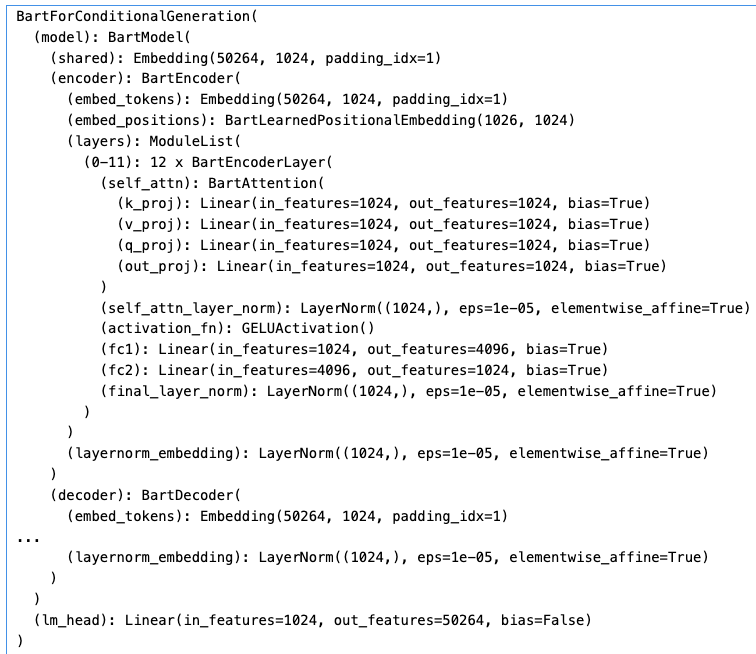 BartForConditionalGeneration(
  (model): BartModel(
    (shared): Embedding(50264, 1024, padding_idx=1)
    (encoder): BartEncoder(
      (embed_tokens): Embedding(50264, 1024, padding_idx=1)
      (embed_positions): BartLearnedPositionalEmbedding(1026, 1024)
      (layers): ModuleList(
        (0-11): 12 x BartEncoderLayer(
          (self_attn): BartAttention(
            (k_proj): Linear(in_features=1024, out_features=1024, bias=True)
            (v_proj): Linear(in_features=1024, out_features=1024, bias=True)
            (q_proj): Linear(in_features=1024, out_features=1024, bias=True)
            (out_proj): Linear(in_features=1024, out_features=1024, bias=True)
          )
          (self_attn_layer_norm): LayerNorm((1024,), eps=1e-05, elementwise_affine=True)
          (activation_fn): GELUActivation()
          (fc1): Linear(in_features=1024, out_features=4096, bias=True)
          (fc2): Linear(in_features=4096, out_features=1024, bias=True)
          (final_layer_norm): LayerNorm((1024,), eps=1e-05, elementwise_affine=True)
        )
      )
      (layernorm_embedding): LayerNorm((1024,), eps=1e-05, elementwise_affine=True)
    )
    (decoder): BartDecoder(
      (embed_tokens): Embedding(50264, 1024, padding_idx=1)
...
      (layernorm_embedding): LayerNorm((1024,), eps=1e-05, elementwise_affine=True)
    )
  )
  (lm_head): Linear(in_features=1024, out_features=50264, bias=False)
)